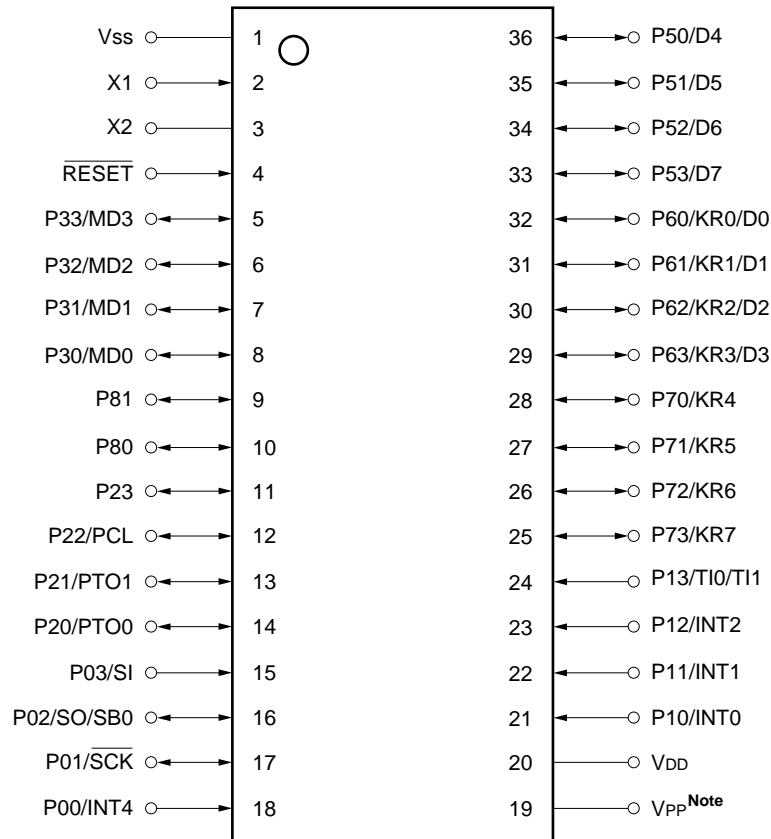 Vss 1 36 P50/D4
X1 2 35 P51/D5
X2 3 34 P52/D6
RESET 4 33 P53/D7
P33/MD3 5 32 P60/KR0/D0
P32/MD2 6 31 P61/KR1/D1
P31/MD1 7 30 P62/KR2/D2
P30/MD0 8 29 P63/KR3/D3
P81 9 28 P70/KR4
P80 10 27 P71/KR5
P23 11 26 P72/KR6
P22/PCL 12 25 P73/KR7
P21/PTO1 13 24 P13/TI0/TI1
P20/PTO0 14 23 P12/INT2
P03/SI 15 22 P11/INT1
P02/SO/SB0 16 21 P10/INT0
P01/SCK 17 20 VDD
P00/INT4 18 19 VPP Note